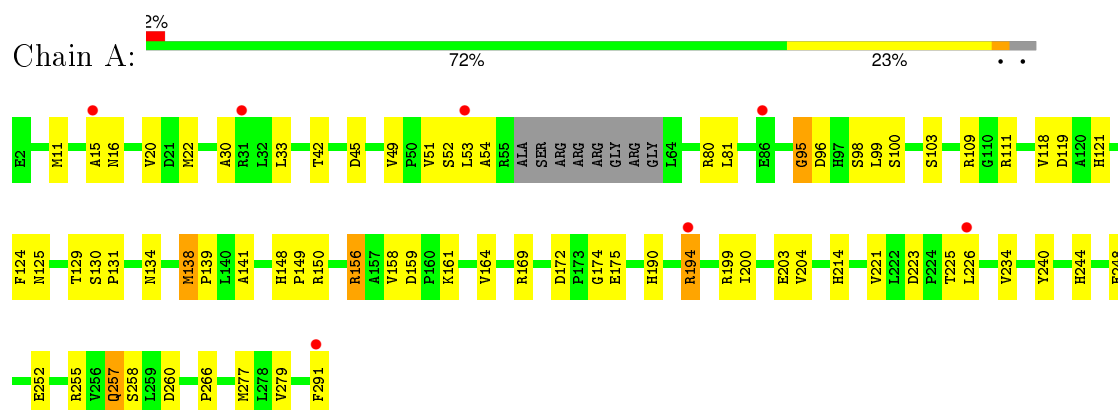 2%
Chain A:
72% 23% • •
E2 M11 A15 N16 V20 D21 M22 A30 R31 L32 L33 T42 D45 V49 P50 V51 S52 L53 A54 R55 ALA SER ARG ARG ARG GLY ARG GLY L64 R80 L81 E86 G95 D96 H97 S98 L99 S100 S103 R109 G110 R111 V118 D119 A120 H121
F124 N125 T129 S130 P131 N134 M138 P139 L140 A141 H148 P149 R150 R156 A157 V158 D159 P160 K161 V164 R169 D172 P173 G174 E175 H190 R194 R199 I200 E203 V204 H214 V221 L222 D223 P224 T225 L226 V234 Y240 H244
E252 R255 V256 Q257 S258 L259 D260 P266 M277 L278 V279 F291